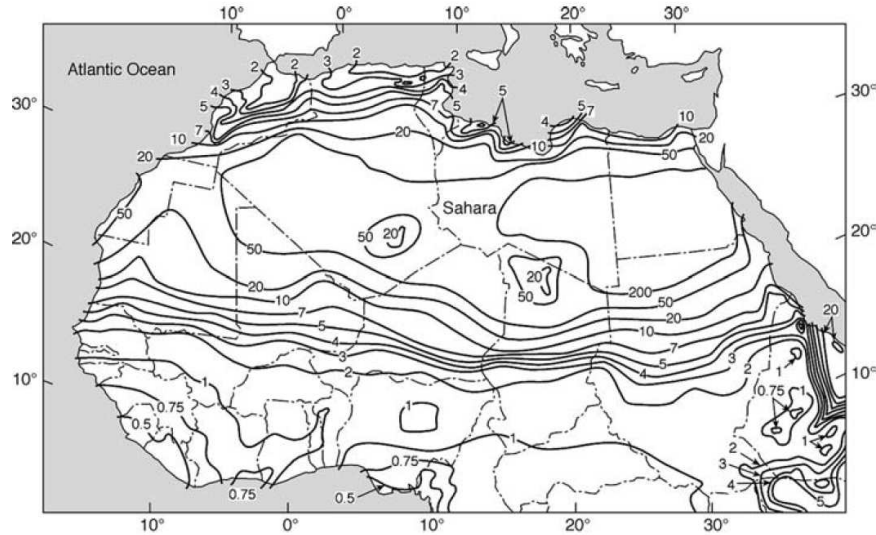 10° 0° 10° 20° 30°
Atlantic Ocean
2 2 3 2 2
3 3
4 4
5 5
30° 30°
7 7 5 5 4 5 7 10
10 20 10 20
20 50
50 Sahara
20° 50 20 20°
50
20 20 200
10 50 50
7 20
5 10 20
4 7
3 5 3
2 4 2
10° 1 1 10°
0.75 1 0.75 1
0.5 1
1 2
0.75 3
0.75 0.5 4 5
10° 0° 10° 20° 30°